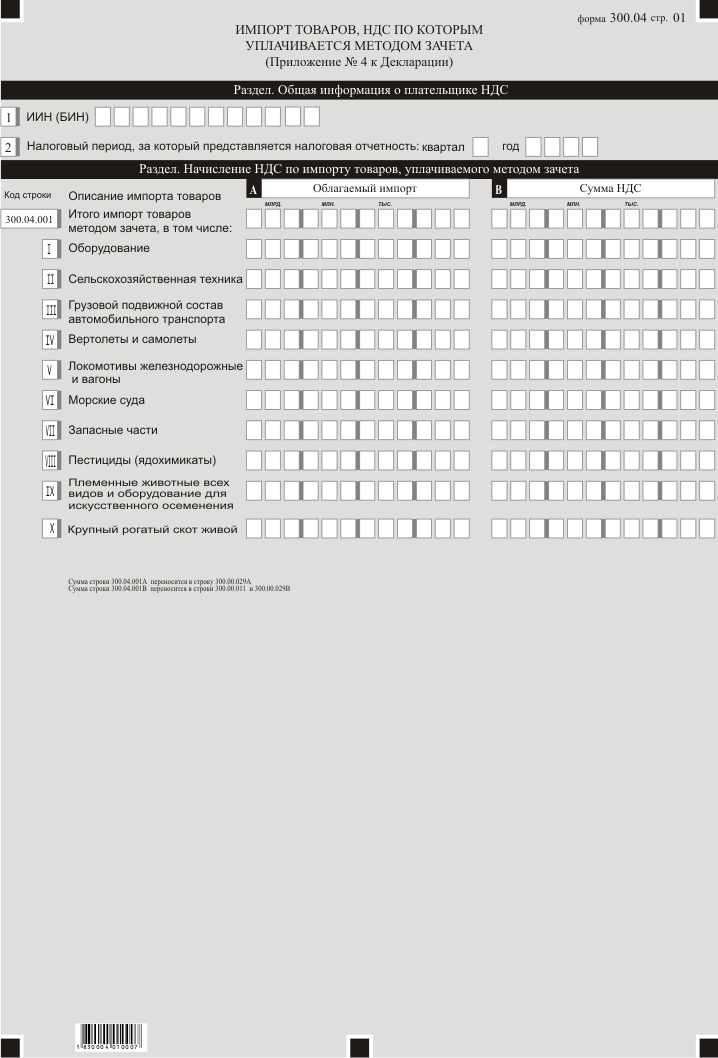 форма 300.04 стр. 01
ИМПОРТ ТОВАРОВ, НДС ПО КОТОРЫМ
УПЛАЧИВАЕТСЯ МЕТОДОМ ЗАЧЕТА
(Приложение № 4 к Декларации)
Раздел. Общая информация о плательщике НДС
1 ИИН (БИН)
2 Налоговый период, за который представляется налоговая отчетность: квартал год
Раздел. Начисление НДС по импорту товаров, уплачиваемого методом зачета
Код строки Описание импорта товаров A Облагаемый импорт B Сумма НДС
млрд. млн. тыс. млрд. млн. тыс.
300.04.001 Итого импорт товаров
методом зачета, в том числе:
I Оборудование
II Сельскохозяйственная техника
III Грузовой подвижной состав
автомобильного транспорта
IV Вертолеты и самолеты
V Локомотивы железнодорожные
и вагоны
VI Морские суда
VII Запасные части
VIII Пестициды (ядохимикаты)
IX Племенные животные всех
видов и оборудование для
искусственного осеменения
X Крупный рогатый скот живой
Сумма строки 300.04.001A переносится в строку 300.00.029A
Сумма строки 300.04.001B переносится в строки 300.00.011 и 300.00.029B
1 830004 010007